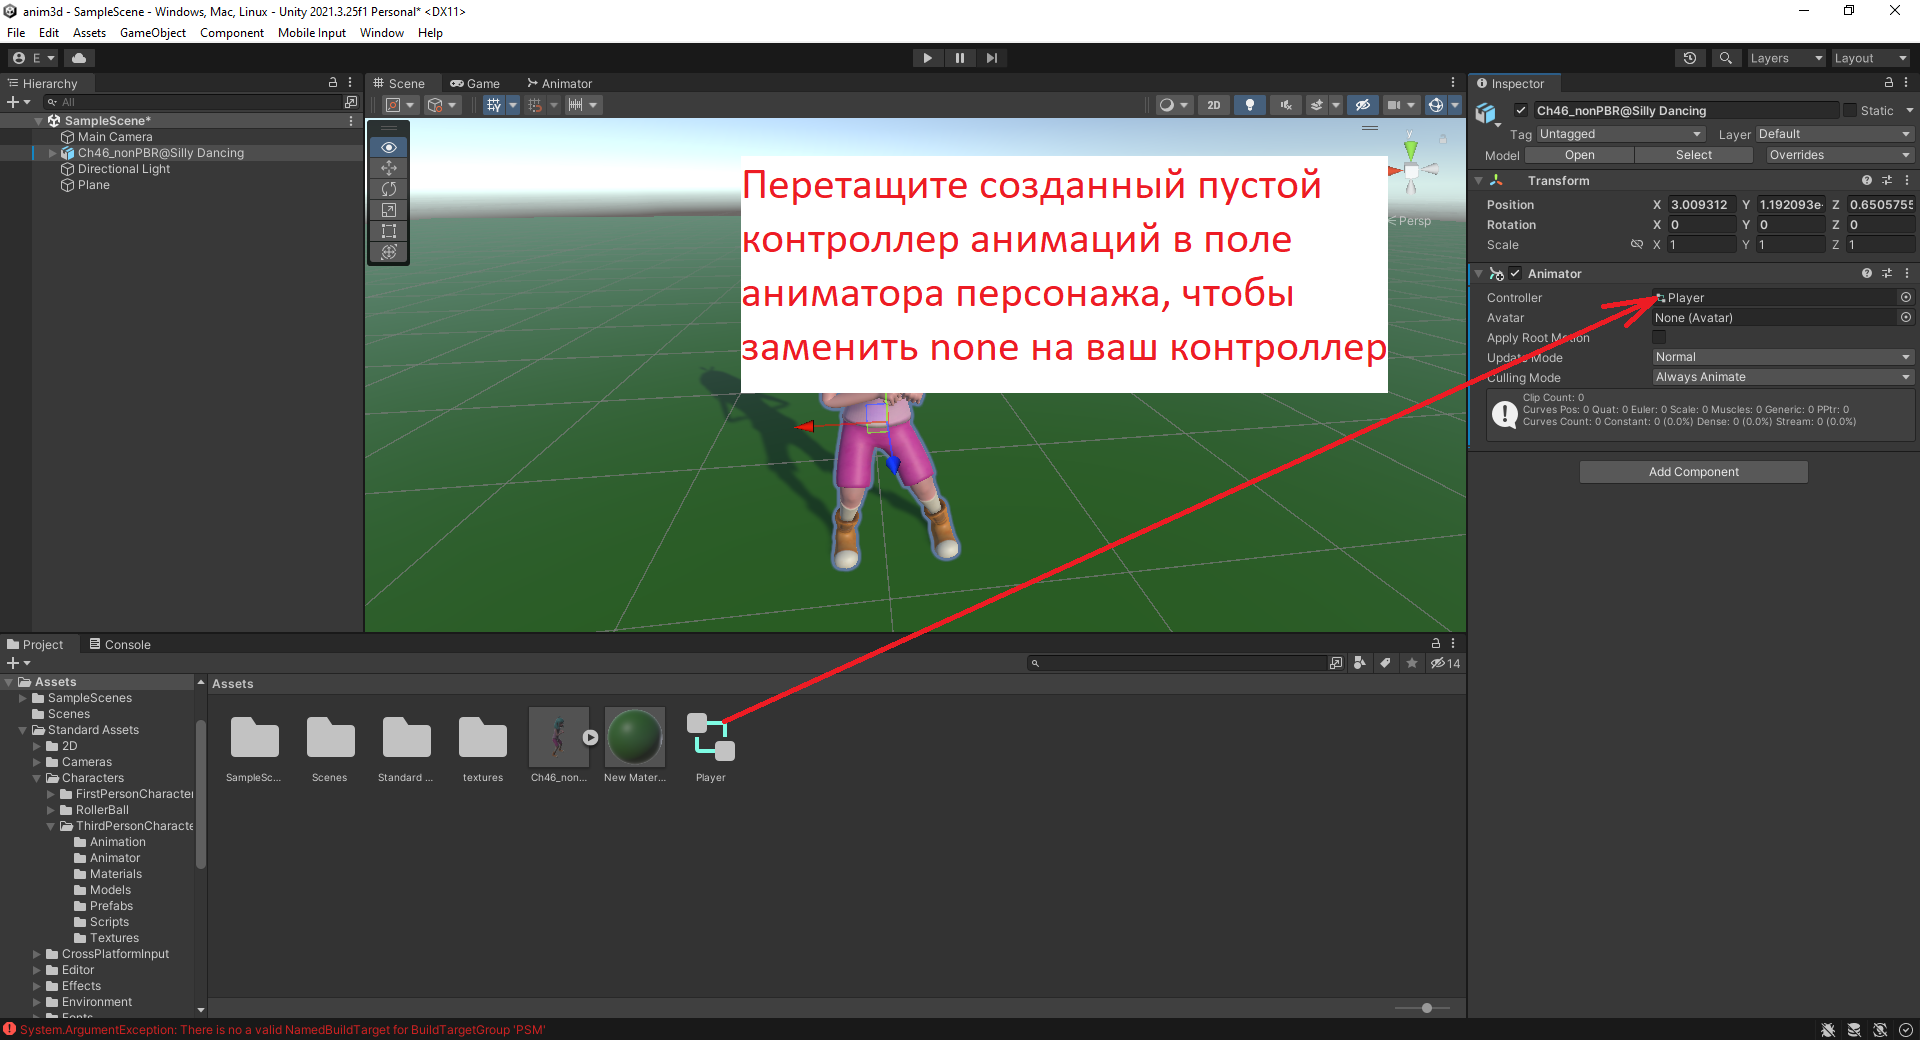 anim3d - SampleScene - Windows, Mac, Linux - Unity 2021.3.25f1 Personal* <DX11>
File Edit Assets GameObject Component Mobile Input Window Help
E Layers Layout
Hierarchy
All
SampleScene*
Main Camera
Ch46_nonPBR@Silly Dancing
Directional Light
Plane
Scene Game Animator
2D
y
Persp
Перетащите созданный пустой
контроллер анимаций в поле
аниматора персонажа, чтобы
заменить none на ваш контроллер
Inspector
Ch46_nonPBR@Silly Dancing Static
Tag Untagged Layer Default
Model Open Select Overrides
Transform
Position X 3.009312 Y 1.192093e- Z 0.6505755
Rotation X 0 Y 0 Z 0
Scale X 1 Y 1 Z 1
Animator
Controller Player
Avatar None (Avatar)
Apply Root Motion
Update Mode Normal
Culling Mode Always Animate
Clip Count: 0
Curves Pos: 0 Quat: 0 Euler: 0 Scale: 0 Muscles: 0 Generic: 0 PPtr: 0
Curves Count: 0 Constant: 0 (0.0%) Dense: 0 (0.0%) Stream: 0 (0.0%)
Add Component
Project Console
14
Assets
SampleScenes
Scenes
Standard Assets
2D
Cameras
Characters
FirstPersonCharacter
RollerBall
ThirdPersonCharacte
Animation
Animator
Materials
Models
Prefabs
Scripts
Textures
CrossPlatformInput
Editor
Effects
Environment
Fonts
Assets
SampleSc... Scenes Standard ... textures Ch46_non... New Mater... Player
System.ArgumentException: There is no a valid NamedBuildTarget for BuildTargetGroup 'PSM'